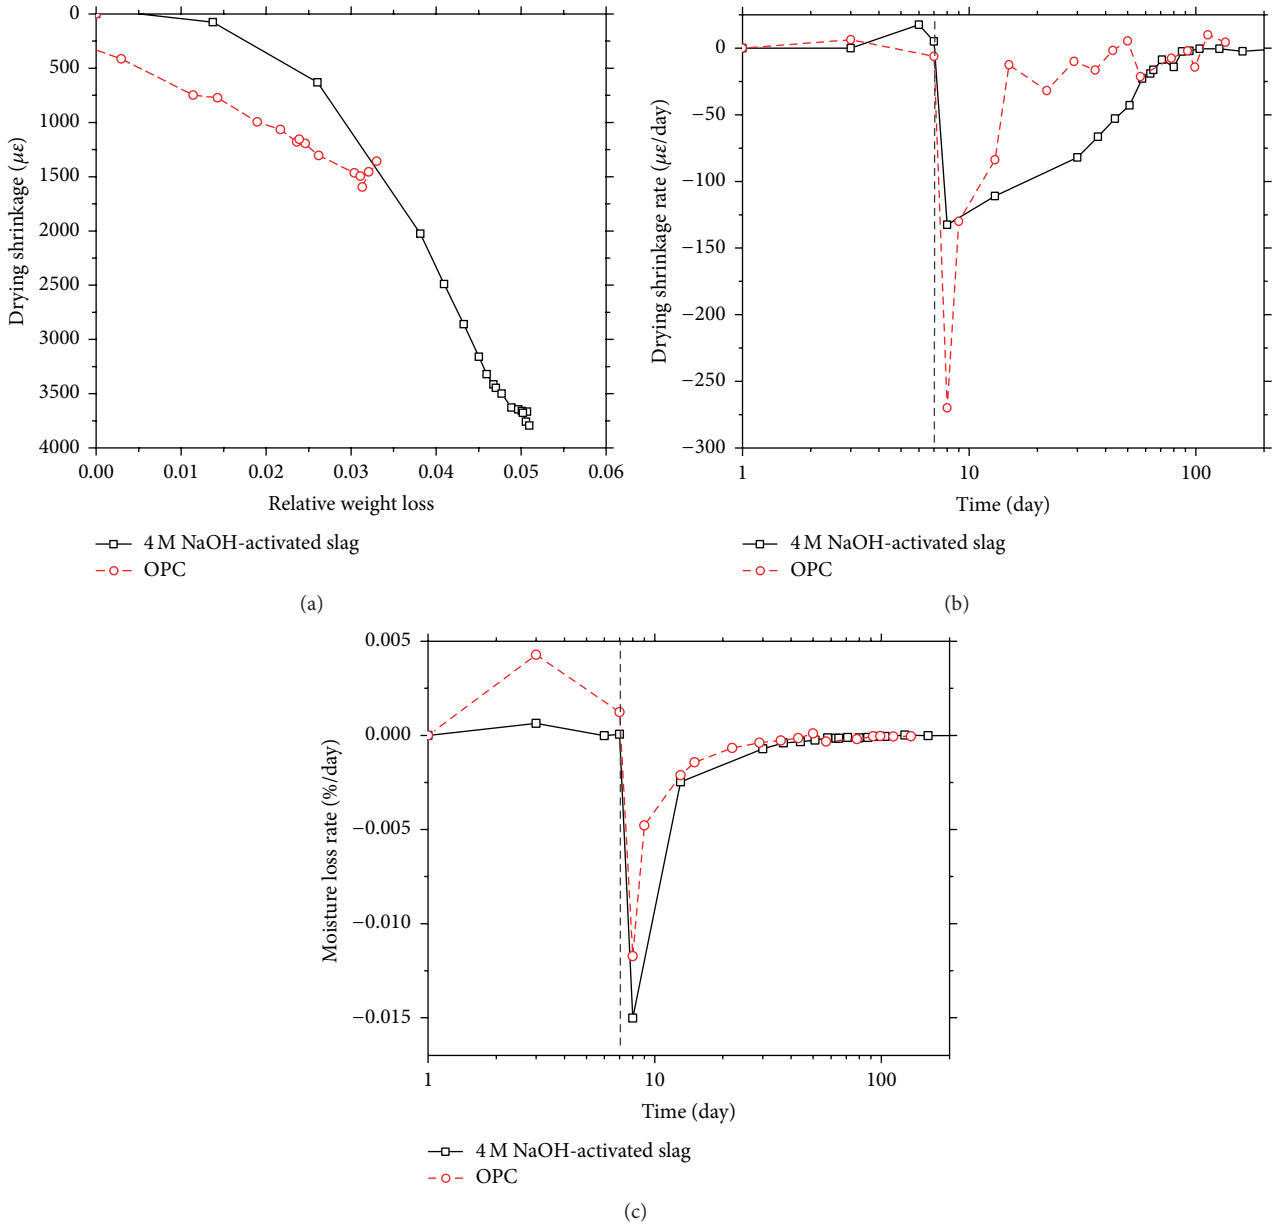 0
500
1000
1500
2000
2500
3000
3500
4000
Drying shrinkage (με)
0.00 0.01 0.02 0.03 0.04 0.05 0.06
Relative weight loss
4 M NaOH-activated slag
OPC
(a)
0
−50
−100
−150
−200
−250
−300
Drying shrinkage rate (με/day)
1 10 100
Time (day)
4 M NaOH-activated slag
OPC
(b)
0.005
0.000
−0.005
−0.010
−0.015
Moisture loss rate (%/day)
1 10 100
Time (day)
4 M NaOH-activated slag
OPC
(c)